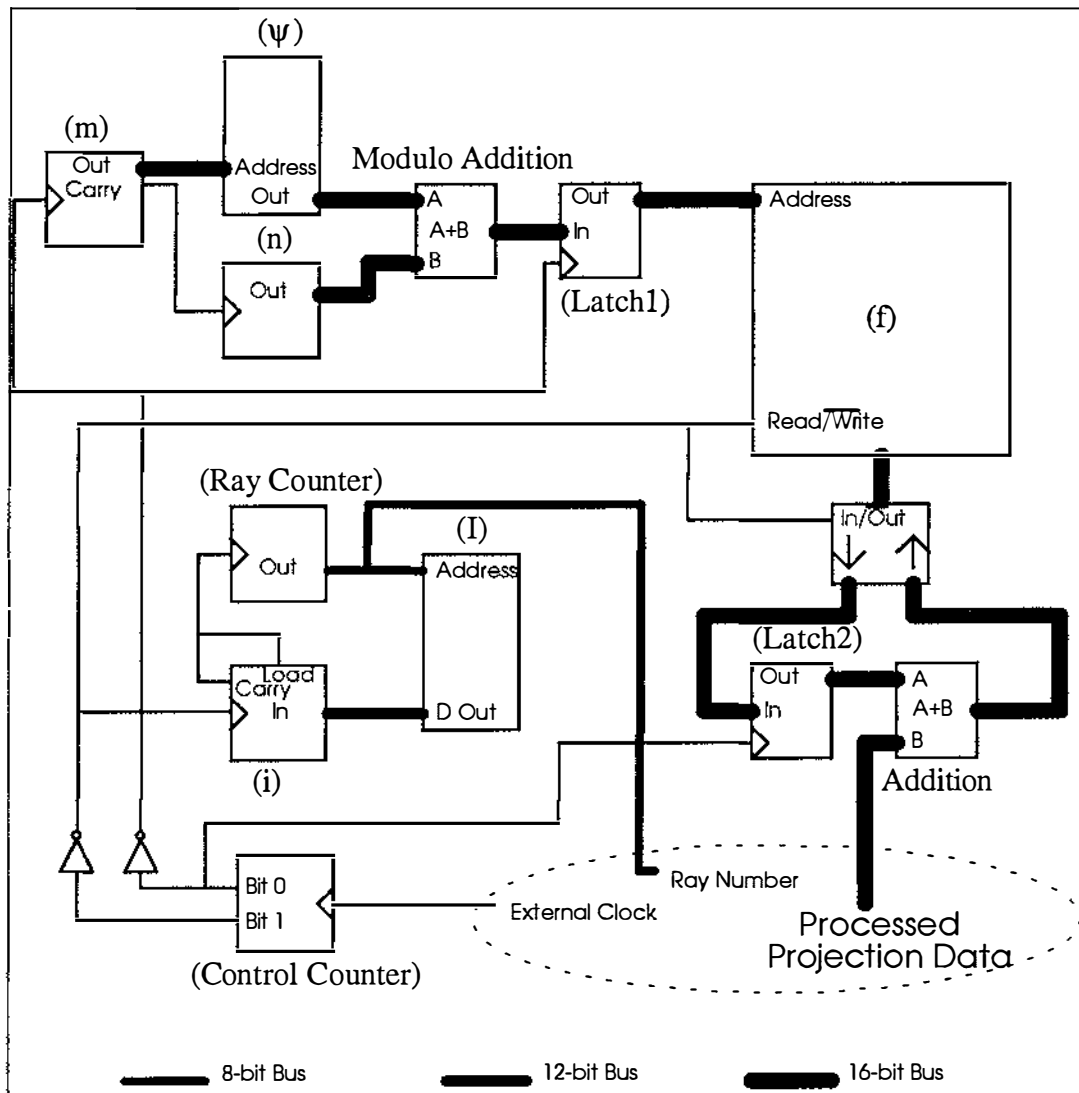 (ψ)
(m)
Out
Carry
Address
Out
Modulo Addition
A
A+B
B
Out
In
(Latch1)
Address
(n)
Out
(f)
Read/Write
(Ray Counter)
Out
(I)
Address
D Out
In/Out
(Latch2)
Load
Carry
In
(i)
Out
In
A
A+B
B
Addition
Bit 0
Bit 1
(Control Counter)
External Clock
Ray Number
Processed
Projection Data
8-bit Bus
12-bit Bus
16-bit Bus